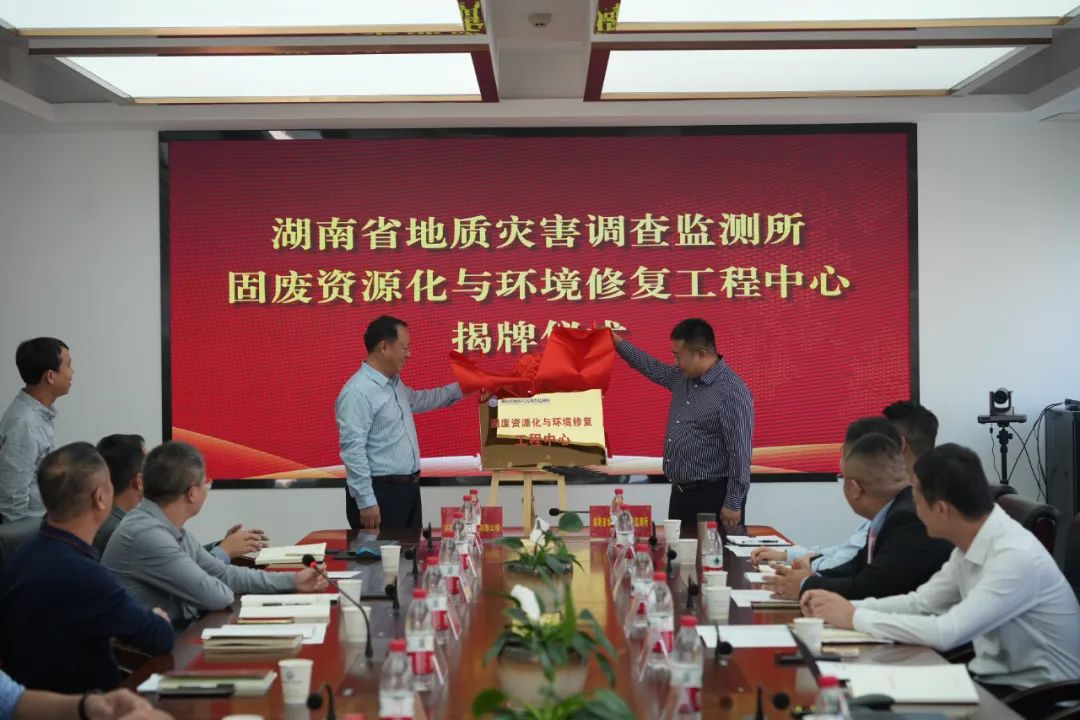 湖南省地质灾害调查监测所
固废资源化与环境修复工程中心
揭牌仪式
固废资源化与环境修复
工程中心